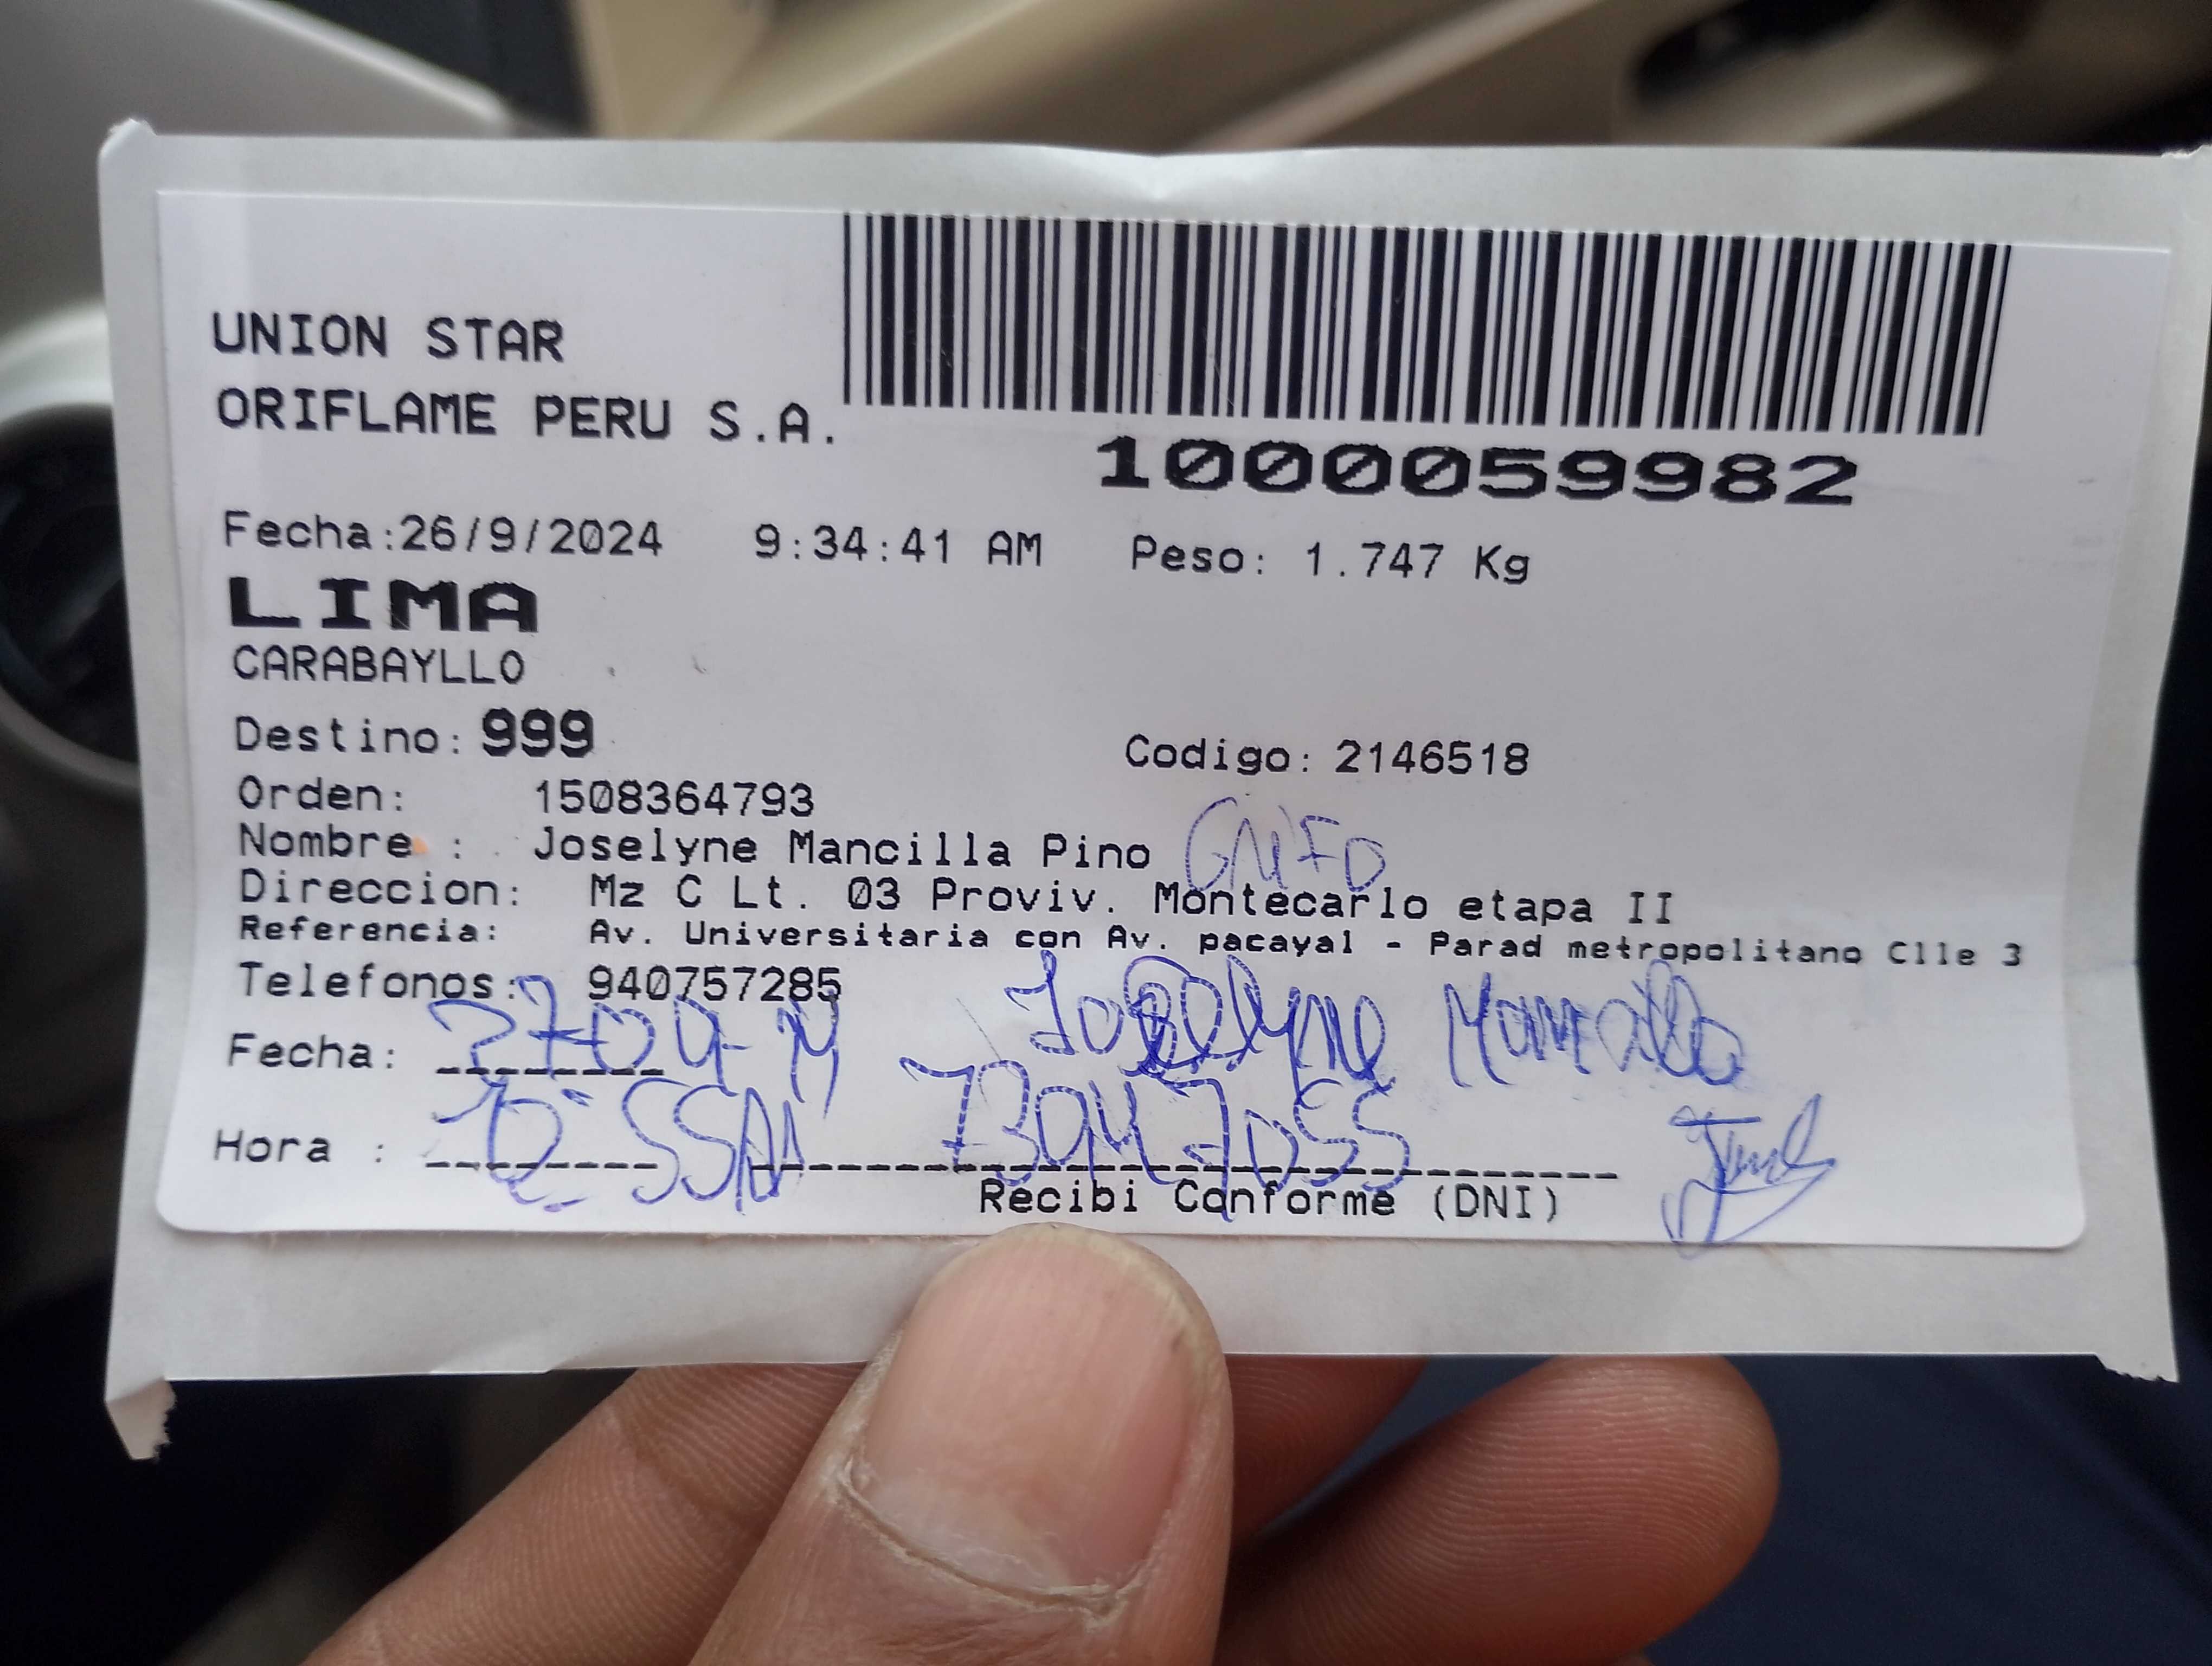 UNION STAR
ORIFLAME PERU S.A.
1000059982
Fecha:26/9/2024 9:34:41 AM Peso: 1.747 Kg
LIMA
CARABAYLLO
Destino: 999 Codigo: 2146518
Orden: 1508364793
Nombre : Joselyne Mancilla Pino
Direccion: Mz C Lt. 03 Proviv. Montecarlo etapa II
Referencia: Av. Universitaria con Av. pacayal - Parad metropolitano Clle 3
Telefonos: 940757285
Joselyne Mancilla
Fecha:
Hora :
Recibi Conforme (DNI)